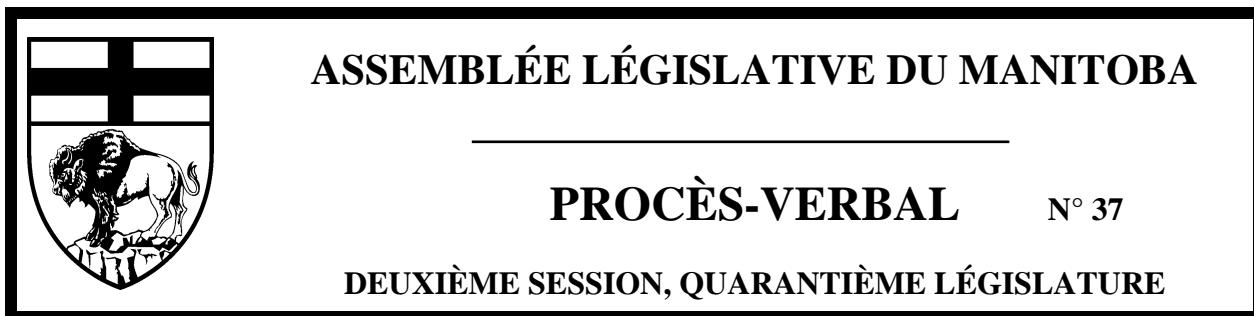 ASSEMBLÉE LÉGISLATIVE DU MANITOBA
PROCÈS-VERBAL N° 37
DEUXIÈME SESSION, QUARANTIÈME LÉGISLATURE